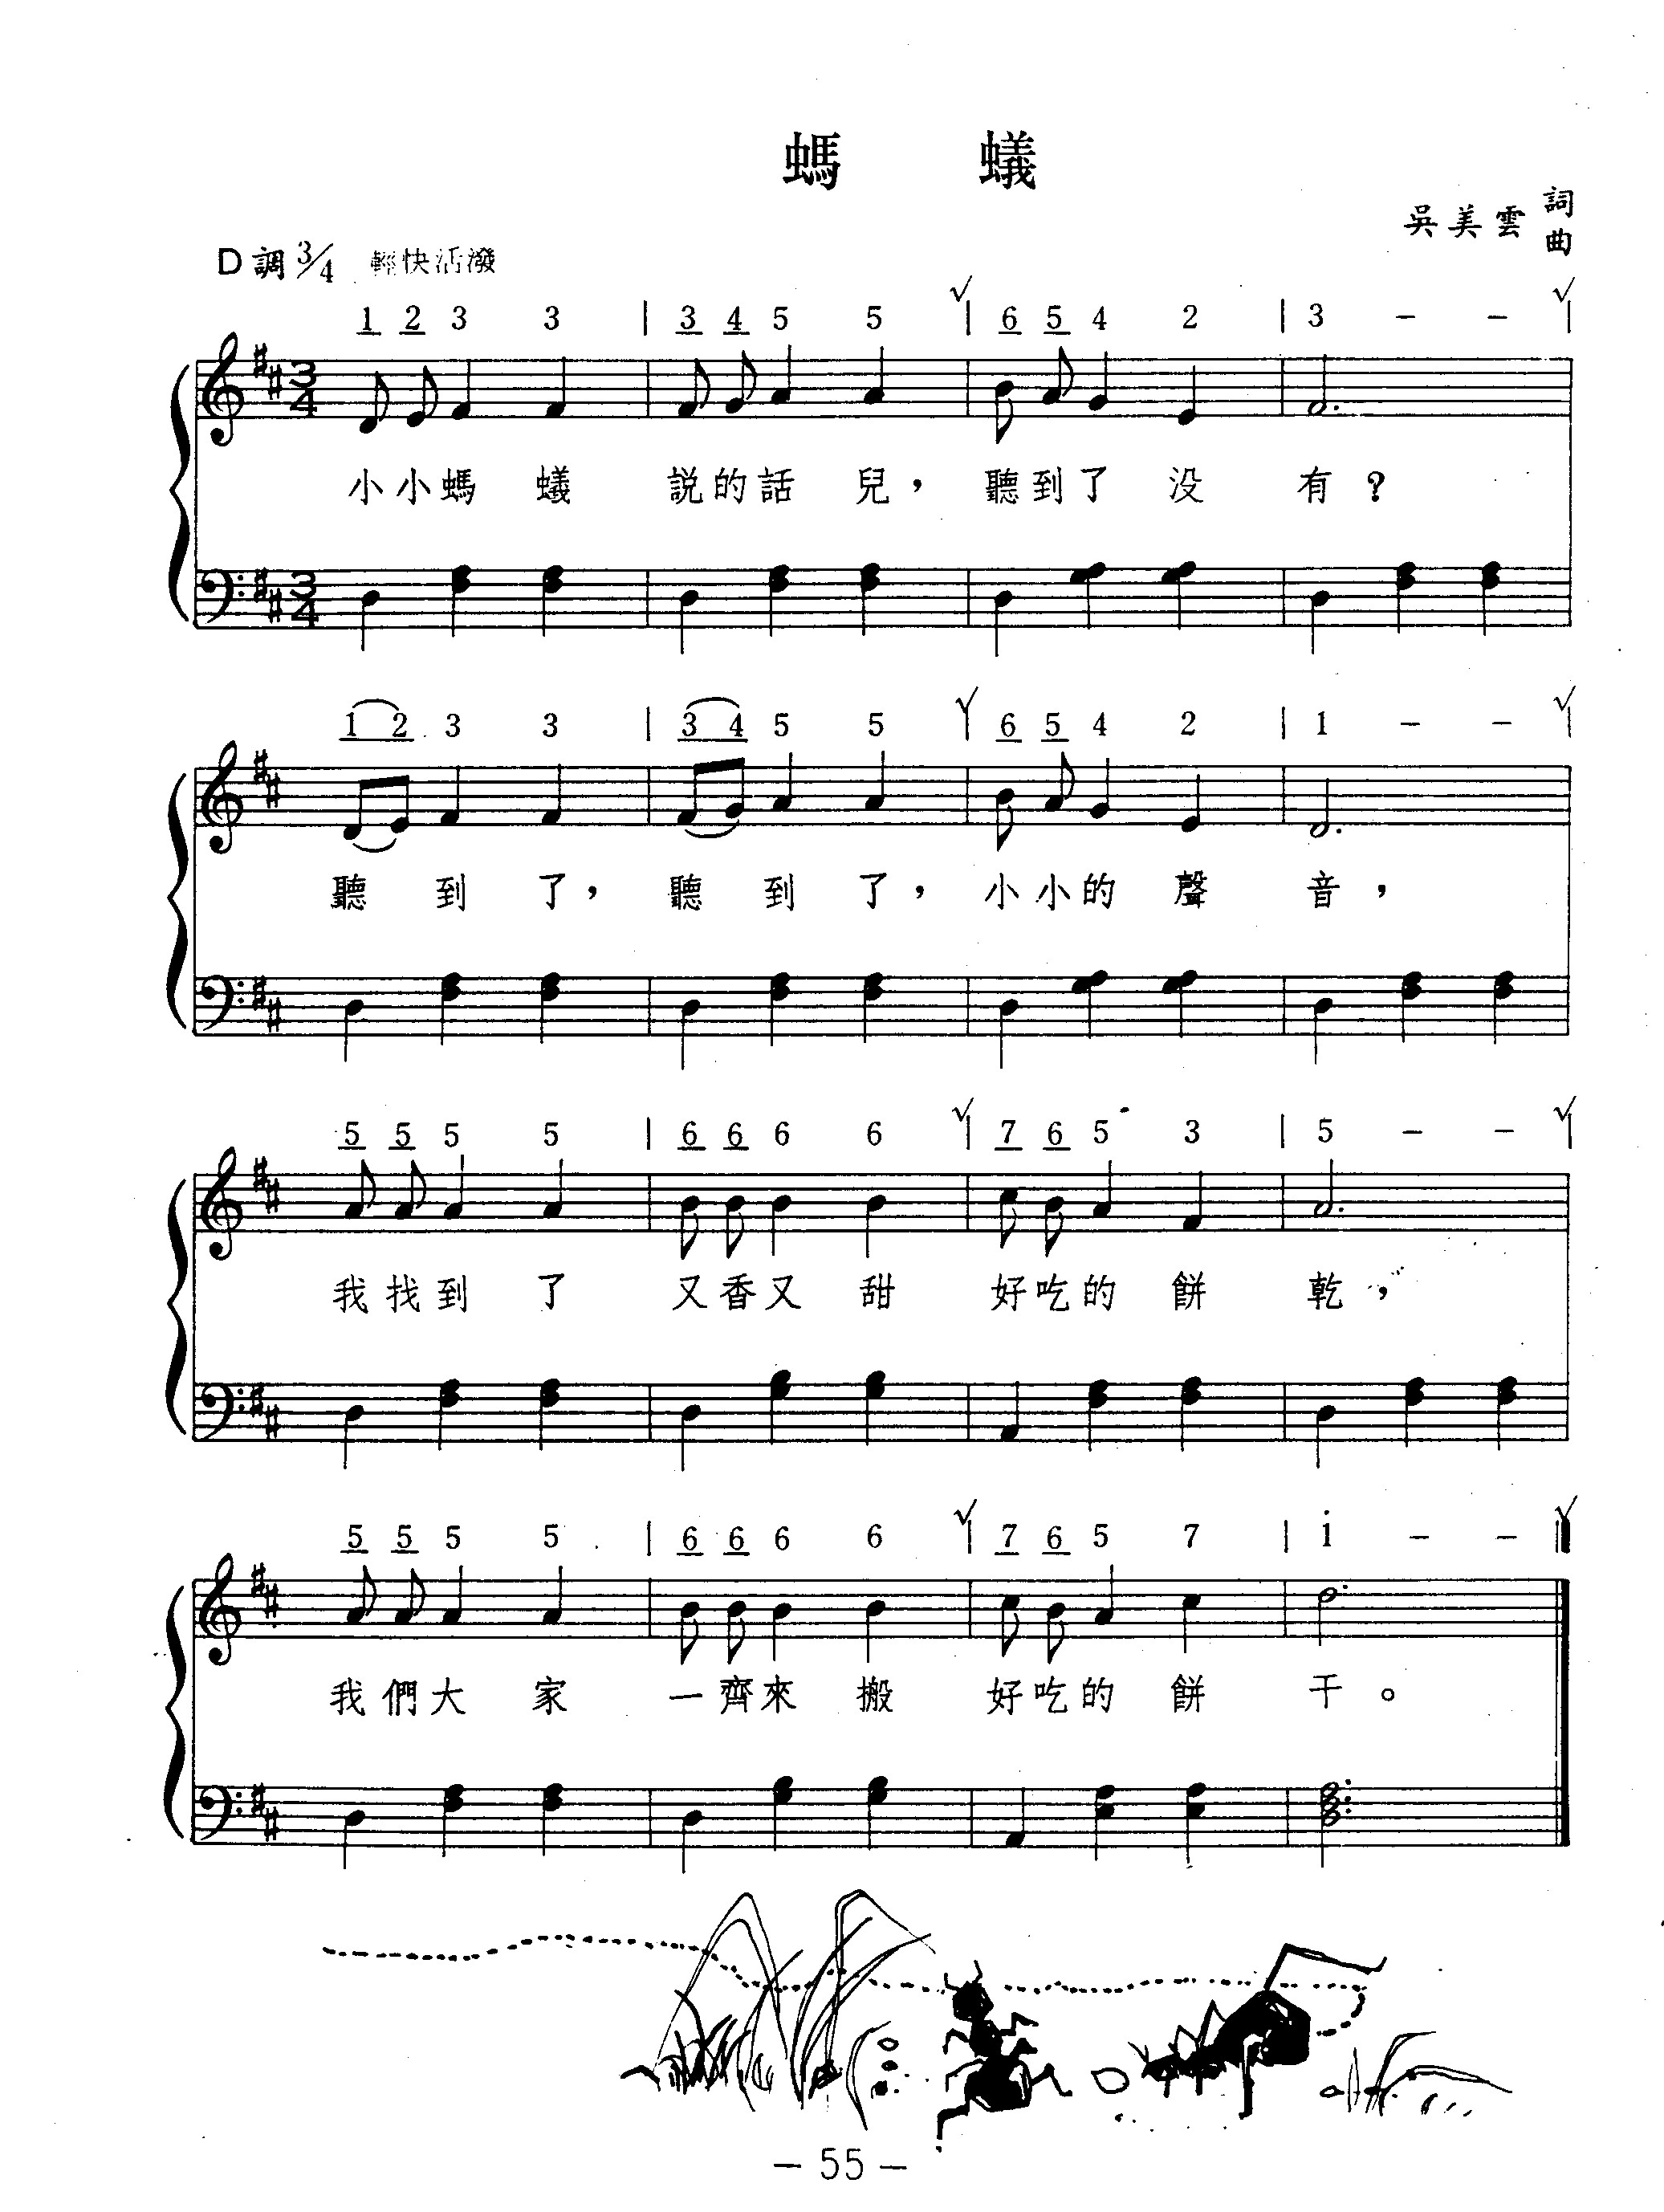 螞 蟻
吳美雲 詞曲
D調 3/4 輕快活潑
1 2 3 3 | 3 4 5 5 | 6 5 4 2 | 3 - - |
小小螞蟻 説的話兒，聽到了没有？
1 2 3 3 | 3 4 5 5 | 6 5 4 2 | 1 - - |
聽到了，聽到了，小小的聲音，
5 5 5 5 | 6 6 6 6 | 7 6 5 3 | 5 - - |
我找到了 又香又甜 好吃的餅乾，
5 5 5 5 | 6 6 6 6 | 7 6 5 7 | i - - |
我們大家 一齊來搬 好吃的餅干。
- 55 -